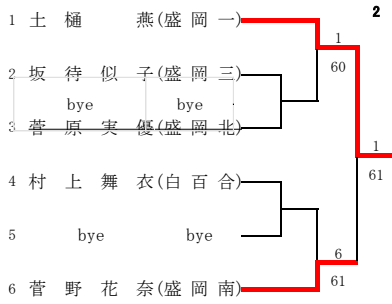 2
1 土 樋 燕(盛 岡 一)
1
60
2 坂 待 似 子(盛 岡 三)
bye bye
3 菅 原 実 優(盛 岡 北)
1
61
4 村 上 舞 衣(白 百 合)
5 bye bye
6
61
6 菅 野 花 奈(盛 岡 南)